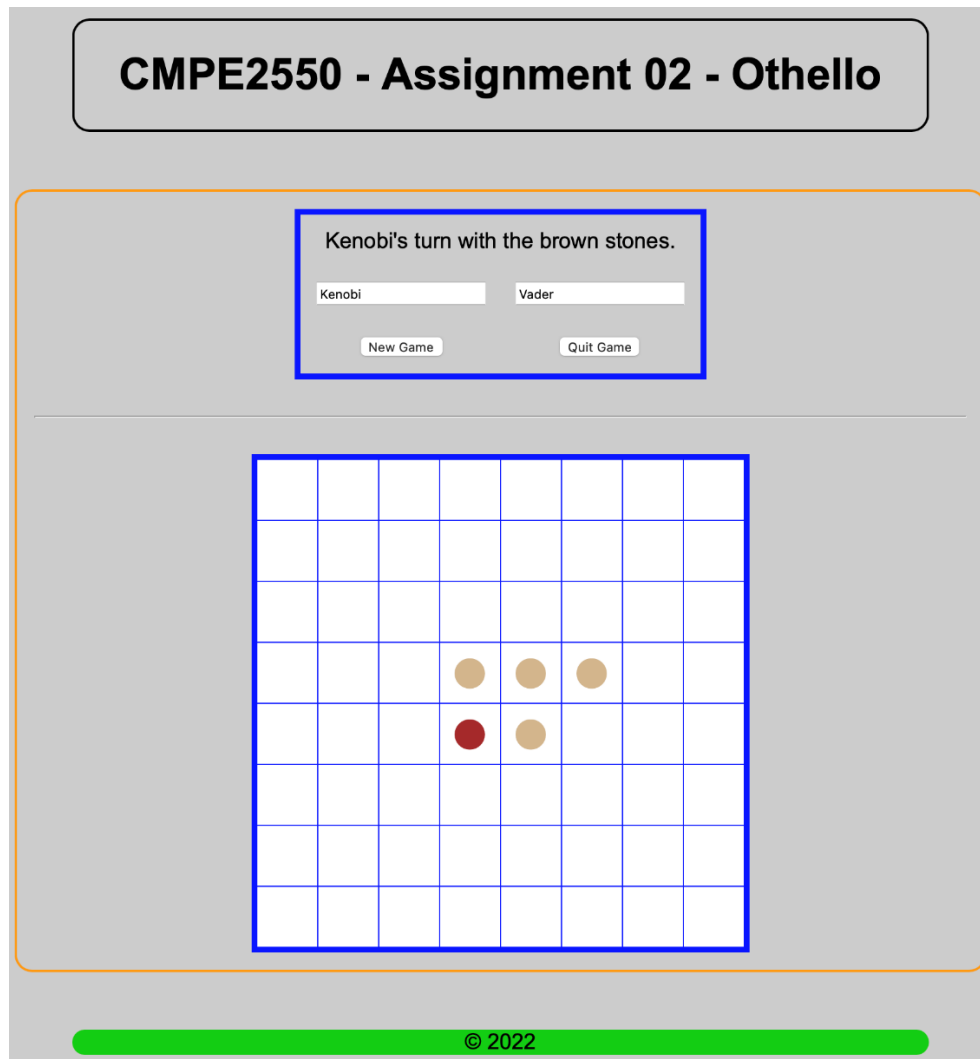 CMPE2550 - Assignment 02 - Othello
Kenobi's turn with the brown stones.
Kenobi Vader
New Game Quit Game
© 2022